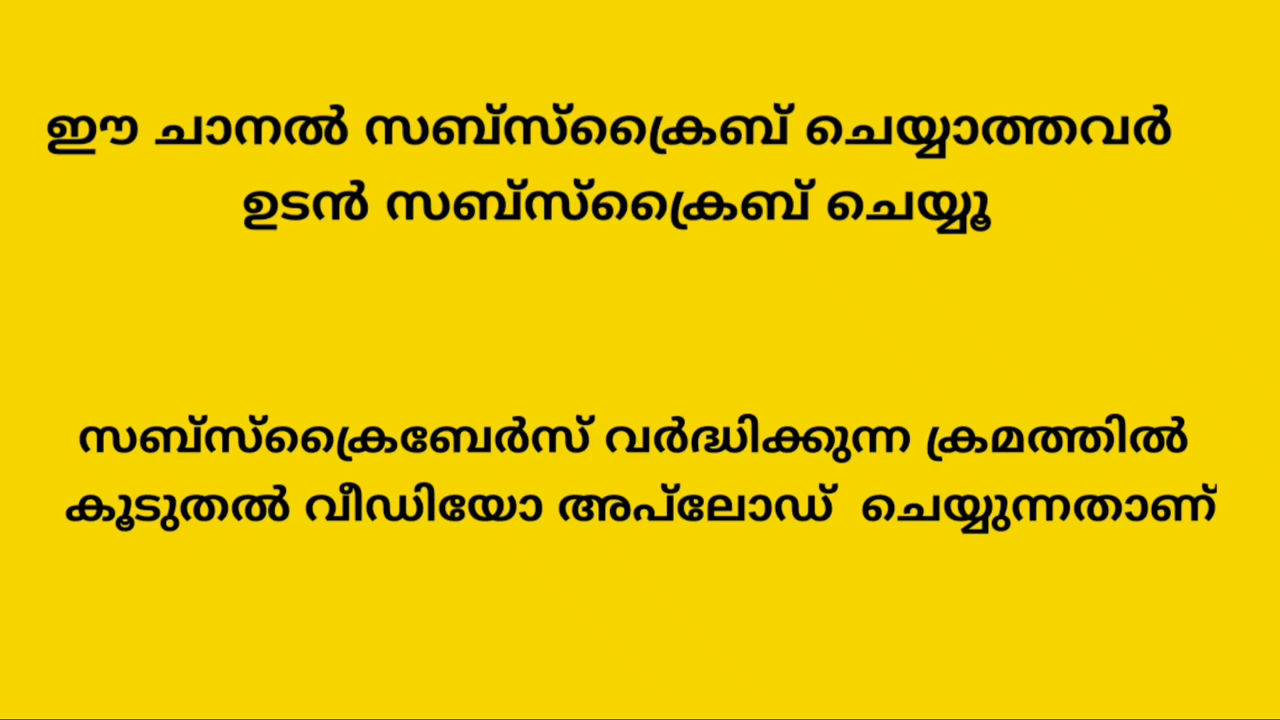 ഈ ചാനൽ സബ്സ്ക്രൈബ് ചെയ്യാത്തവർ
ഉടൻ സബ്സ്ക്രൈബ് ചെയ്യൂ
സബ്സ്ക്രൈബേർസ് വർദ്ധിക്കുന്ന ക്രമത്തിൽ
കൂടുതൽ വീഡിയോ അപ്ലോഡ് ചെയ്യുന്നതാണ്